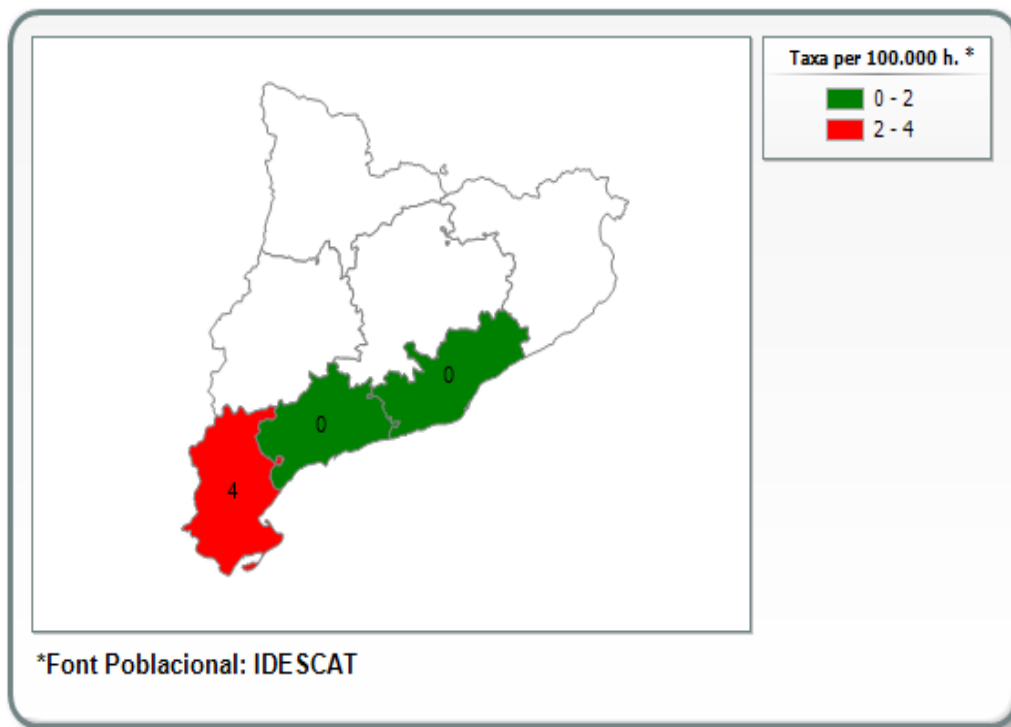 Taxa per 100.000 h. *
0 - 2
2 - 4
0
0
4
*Font Poblacional: IDESCAT